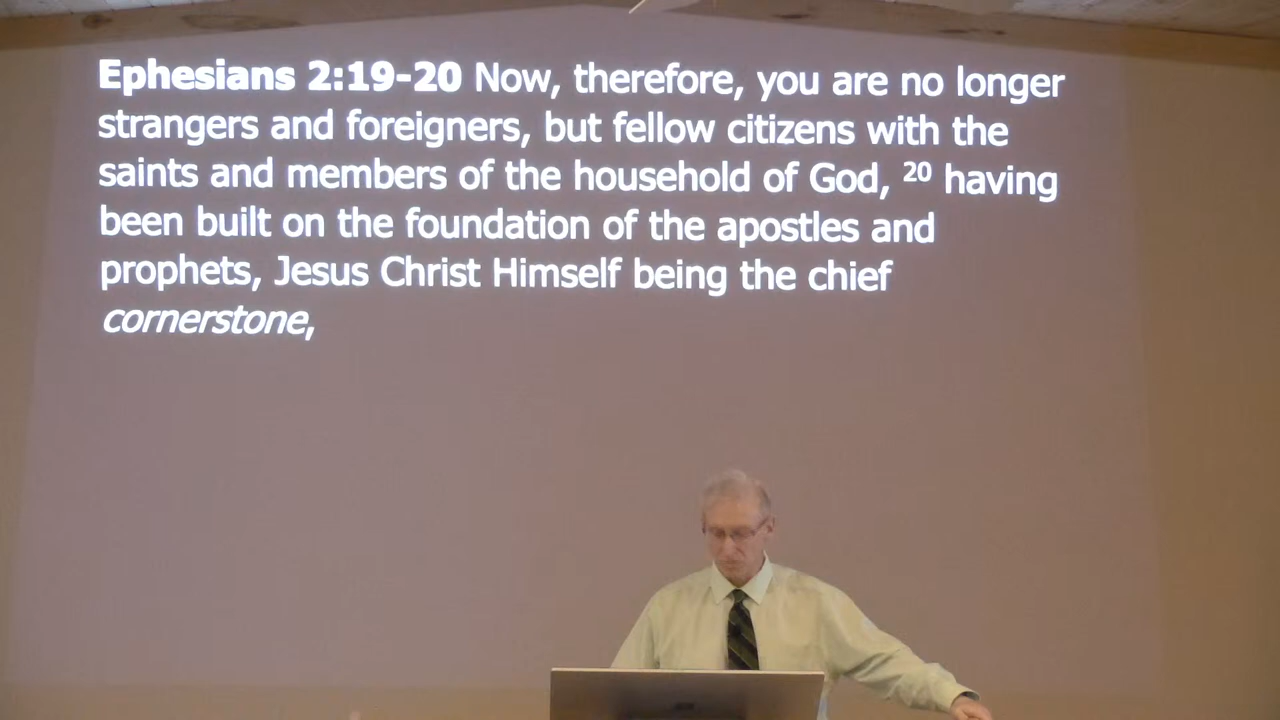 Ephesians 2:19-20 Now, therefore, you are no longer
strangers and foreigners, but fellow citizens with the
saints and members of the household of God, 20 having
been built on the foundation of the apostles and
prophets, Jesus Christ Himself being the chief
cornerstone,